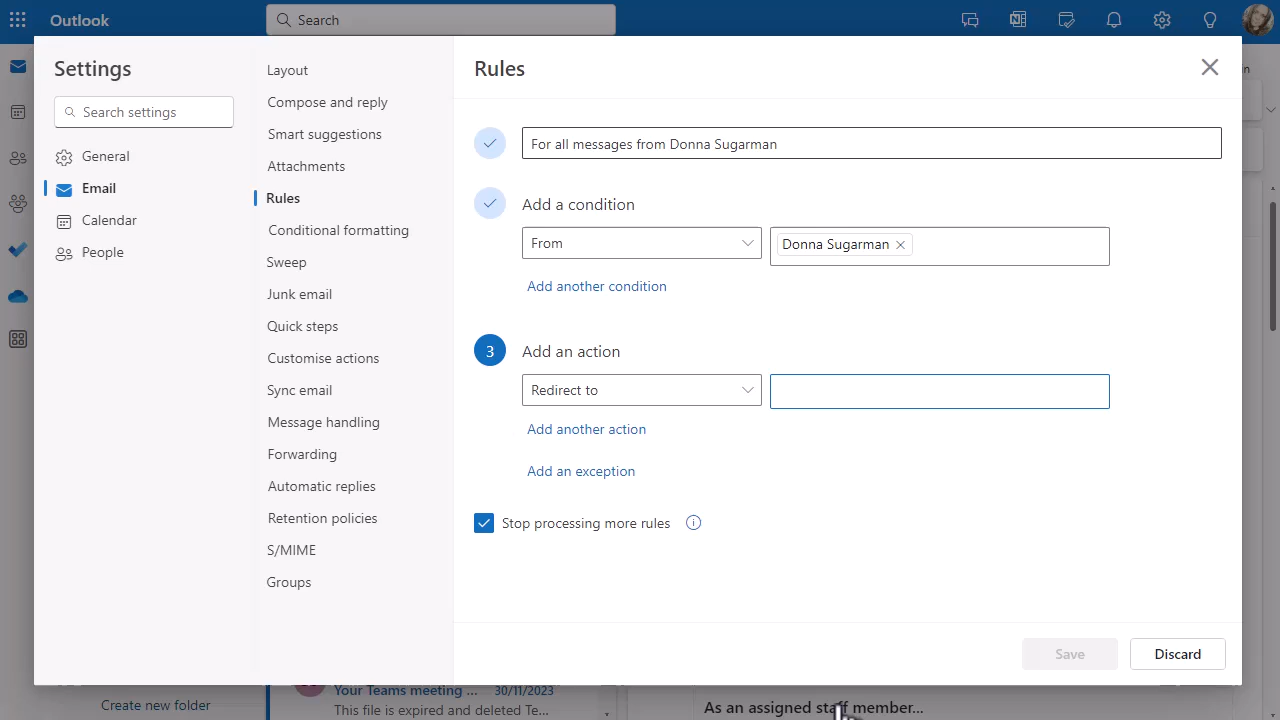 Outlook
Search
Settings
Search settings
General
Email
Calendar
People
Layout
Compose and reply
Smart suggestions
Attachments
Rules
Conditional formatting
Sweep
Junk email
Quick steps
Customise actions
Sync email
Message handling
Forwarding
Automatic replies
Retention policies
S/MIME
Groups
Rules
For all messages from Donna Sugarman
Add a condition
From
Donna Sugarman
Add another condition
3 Add an action
Redirect to
Add another action
Add an exception
Stop processing more rules
Save
Discard
Create new folder
Your Teams meeting ... 30/11/2023
This file is expired and deleted Te...
As an assigned staff member...